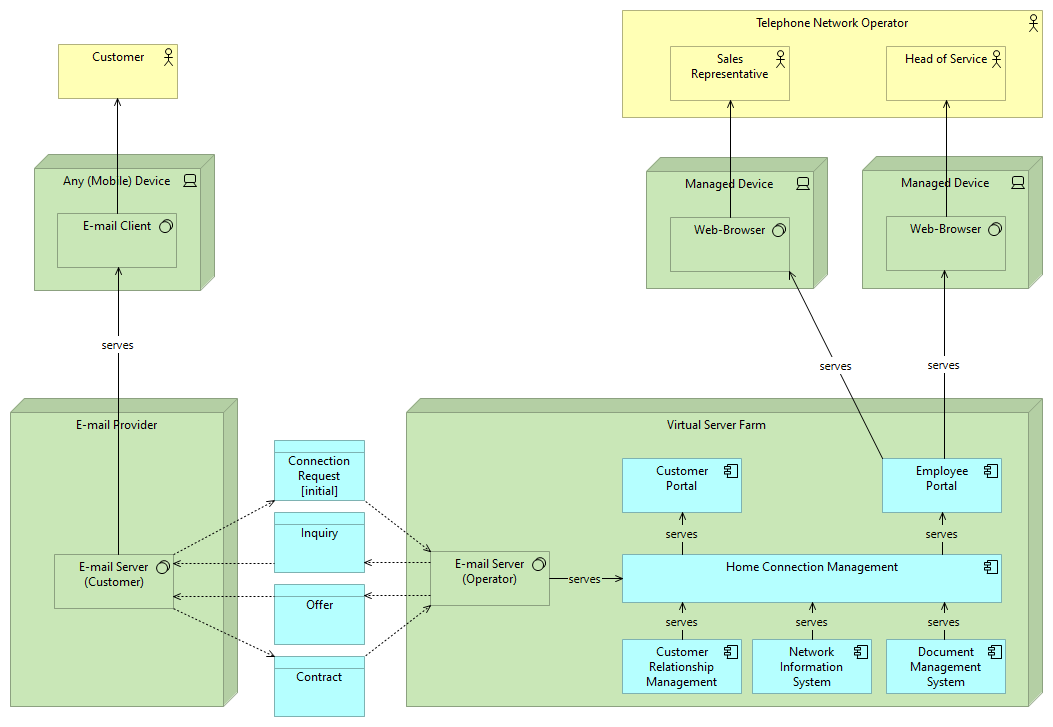 Telephone Network Operator
Customer
Sales
Representative
Head of Service
Any (Mobile) Device
Managed Device
Managed Device
E-mail Client
Web-Browser
Web-Browser
serves
serves
serves
E-mail Provider
Virtual Server Farm
Connection
Request
[initial]
Customer
Portal
Employee
Portal
Inquiry
serves
serves
E-mail Server
(Customer)
E-mail Server
(Operator)
serves
Home Connection Management
Offer
serves
serves
serves
Contract
Customer
Relationship
Management
Network
Information
System
Document
Management
System